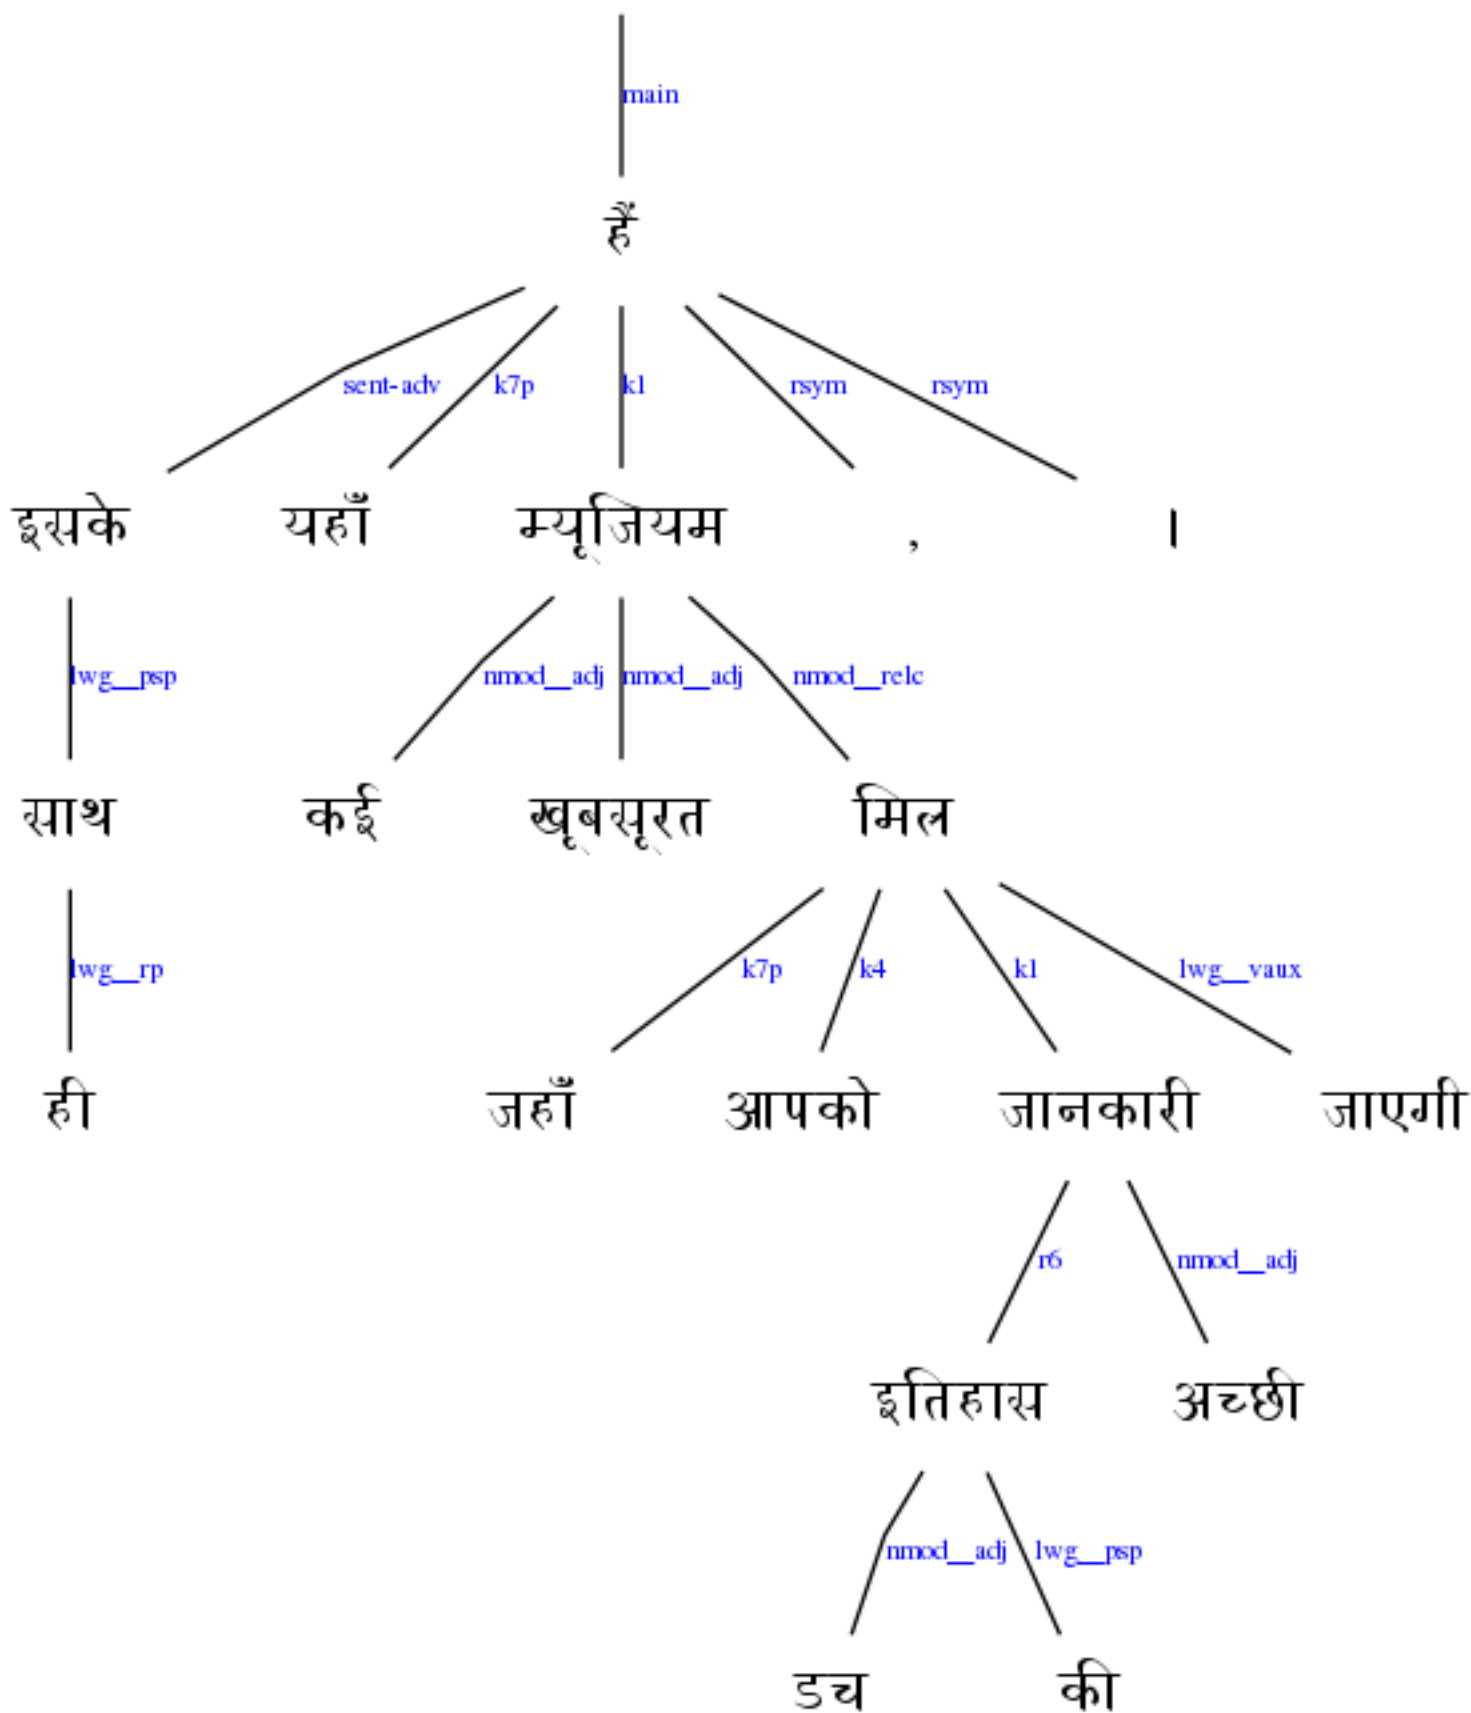 main
हैं
sent-adv k7p k1 rsym rsym
इसके यहाँ म्यूजियम , ।
lwg__psp nmod__adj nmod__adj nmod__relc
साथ कई खूबसूरत मिल
lwg__rp k7p k4 k1 lwg__vaux
ही जहाँ आपको जानकारी जाएगी
r6 nmod__adj
इतिहास अच्छी
nmod__adj lwg__psp
डच की